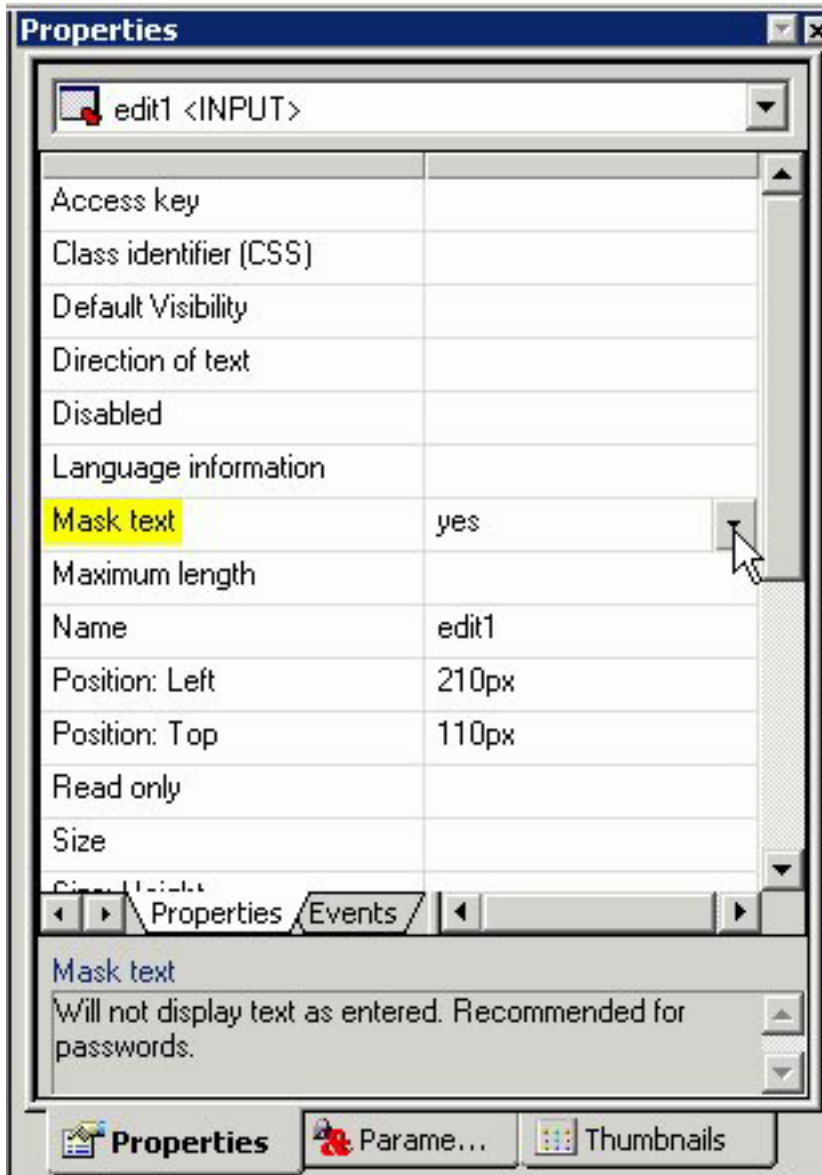 Properties
edit1 <INPUT>
Access key
Class identifier (CSS)
Default Visibility
Direction of text
Disabled
Language information
Mask text yes
Maximum length
Name edit1
Position: Left 210px
Position: Top 110px
Read only
Size
Properties Events
Mask text
Will not display text as entered. Recommended for
passwords.
Properties Parame... Thumbnails